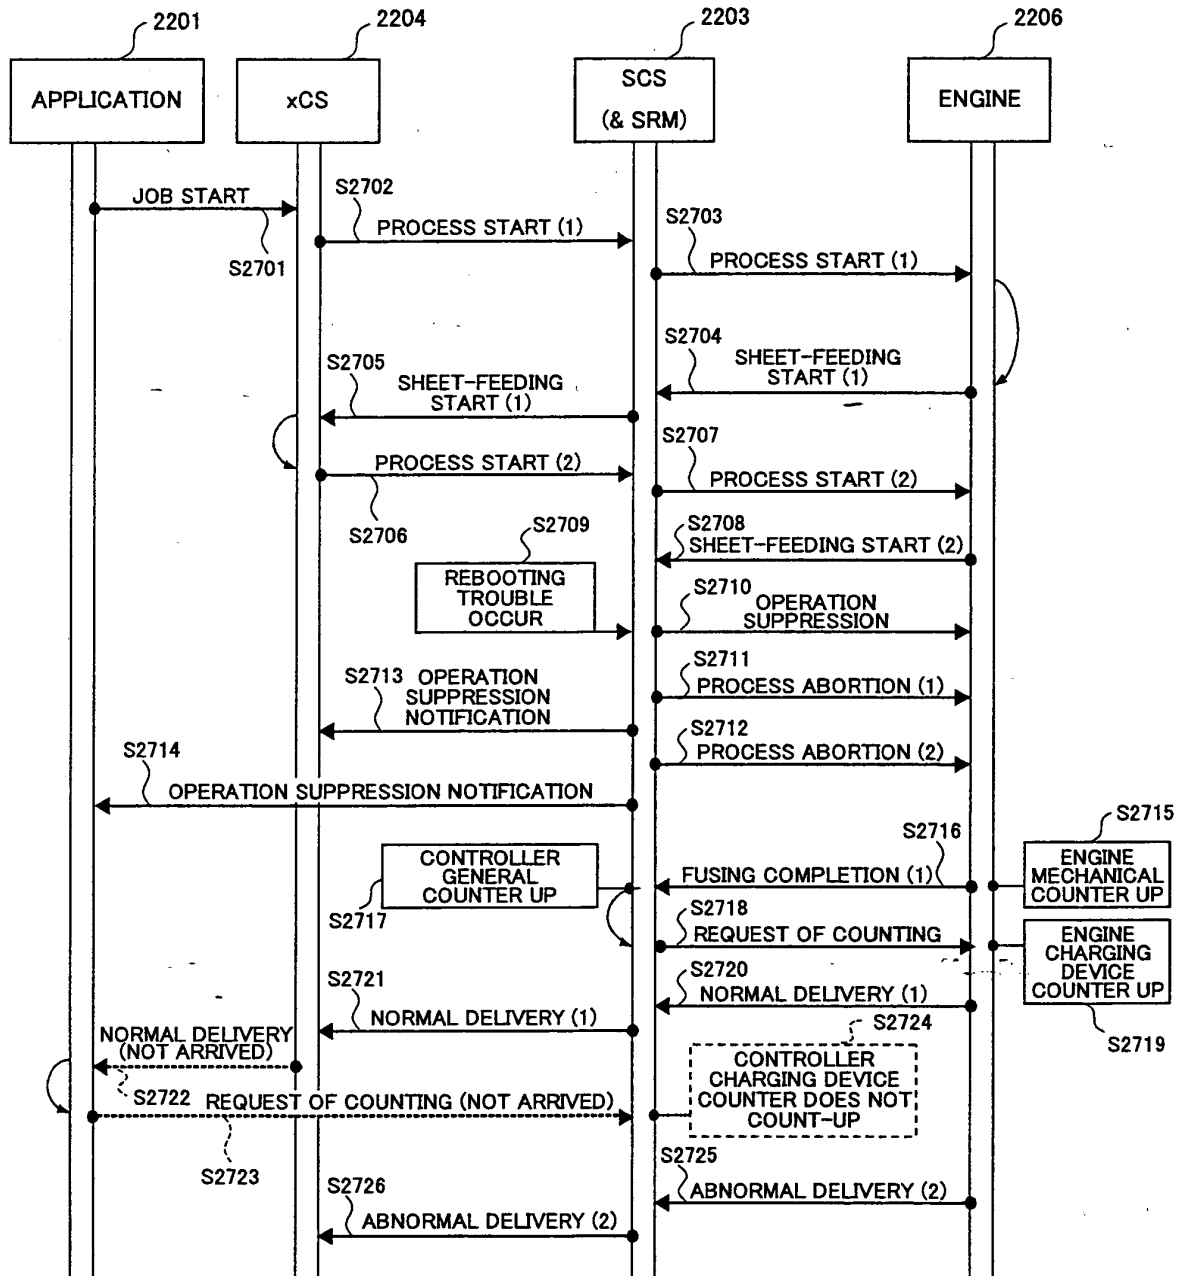 2201
2204
2203
2206
APPLICATION
xCS
SCS
(& SRM)
ENGINE
JOB START
S2701
S2702
PROCESS START (1)
S2703
PROCESS START (1)
S2704
SHEET-FEEDING
START (1)
S2705
SHEET-FEEDING
START (1)
S2707
PROCESS START (2)
S2706
PROCESS START (2)
S2708
SHEET-FEEDING START (2)
S2709
REBOOTING
TROUBLE
OCCUR
S2710
OPERATION
SUPPRESSION
S2711
PROCESS ABORTION (1)
S2713
OPERATION
SUPPRESSION
NOTIFICATION
S2712
PROCESS ABORTION (2)
S2714
OPERATION SUPPRESSION NOTIFICATION
S2715
ENGINE
MECHANICAL
COUNTER UP
S2716
FUSING COMPLETION (1)
CONTROLLER
GENERAL
COUNTER UP
S2717
S2718
REQUEST OF COUNTING
ENGINE
CHARGING
DEVICE
COUNTER UP
S2719
S2720
NORMAL DELIVERY (1)
S2721
NORMAL DELIVERY (1)
NORMAL DELIVERY
(NOT ARRIVED)
S2722
S2724
CONTROLLER
CHARGING DEVICE
COUNTER DOES NOT
COUNT-UP
REQUEST OF COUNTING (NOT ARRIVED)
S2723
S2725
ABNORMAL DELIVERY (2)
S2726
ABNORMAL DELIVERY (2)